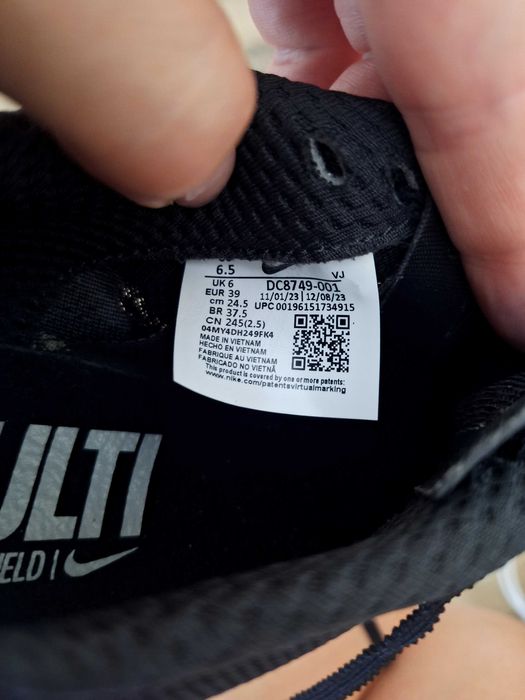 6.5
VJ
UK 6
DC8749-001
EUR 39
11/01/23 | 12/08/23
cm 24.5
UPC 00196151734915
BR 37.5
CN 245(2.5)
04MY4DH249FK4
MADE IN VIETNAM
HECHO EN VIETNAM
FABRIQUE AU VIETNAM
FABRICADO NO VIETNÃ
This product is covered by one or more patents:
www.nike.com/patentsvirtualmarking
ULTI
IELD |